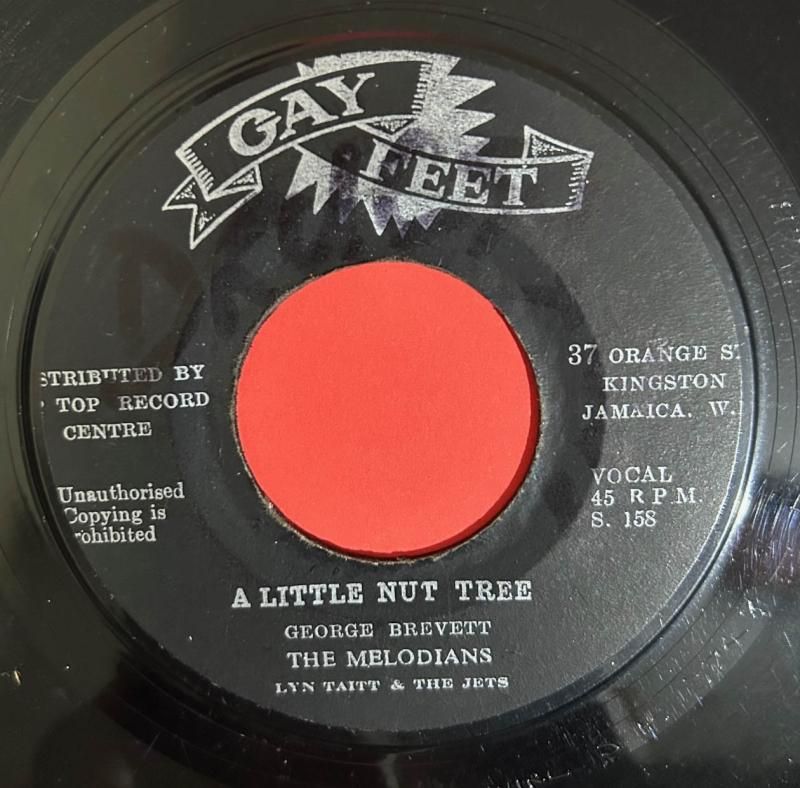 GAY
FEET
STRIBUTED BY
TOP RECORD
CENTRE
Unauthorised
Copying is
rohibited
37 ORANGE S
KINGSTON
JAMAICA. W.
VOCAL
45 R P.M.
S. 158
A LITTLE NUT TREE
GEORGE BREVETT
THE MELODIANS
LYN TAITT & THE JETS